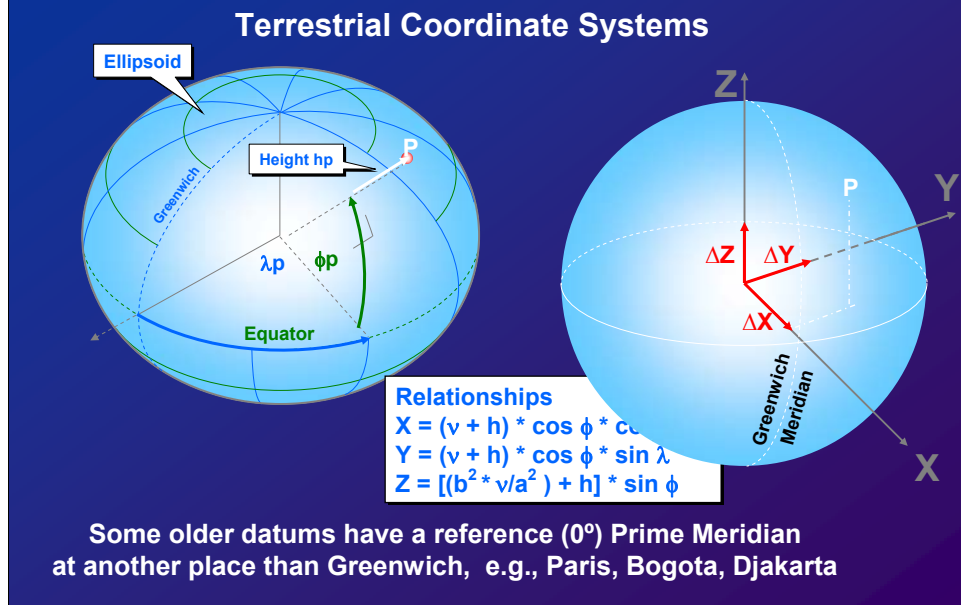 Terrestrial Coordinate Systems
Ellipsoid
Height hp
P
Greenwich
λp
ϕp
Equator
Z
Y
X
P
ΔZ
ΔY
ΔX
Greenwich
Meridian
Relationships
X = (ν + h) * cos ϕ *
Y = (ν + h) * cos ϕ * sin λ
Z = [(b² * ν/a² ) + h] * sin ϕ
Some older datums have a reference (0º) Prime Meridian
at another place than Greenwich, e.g., Paris, Bogota, Djakarta